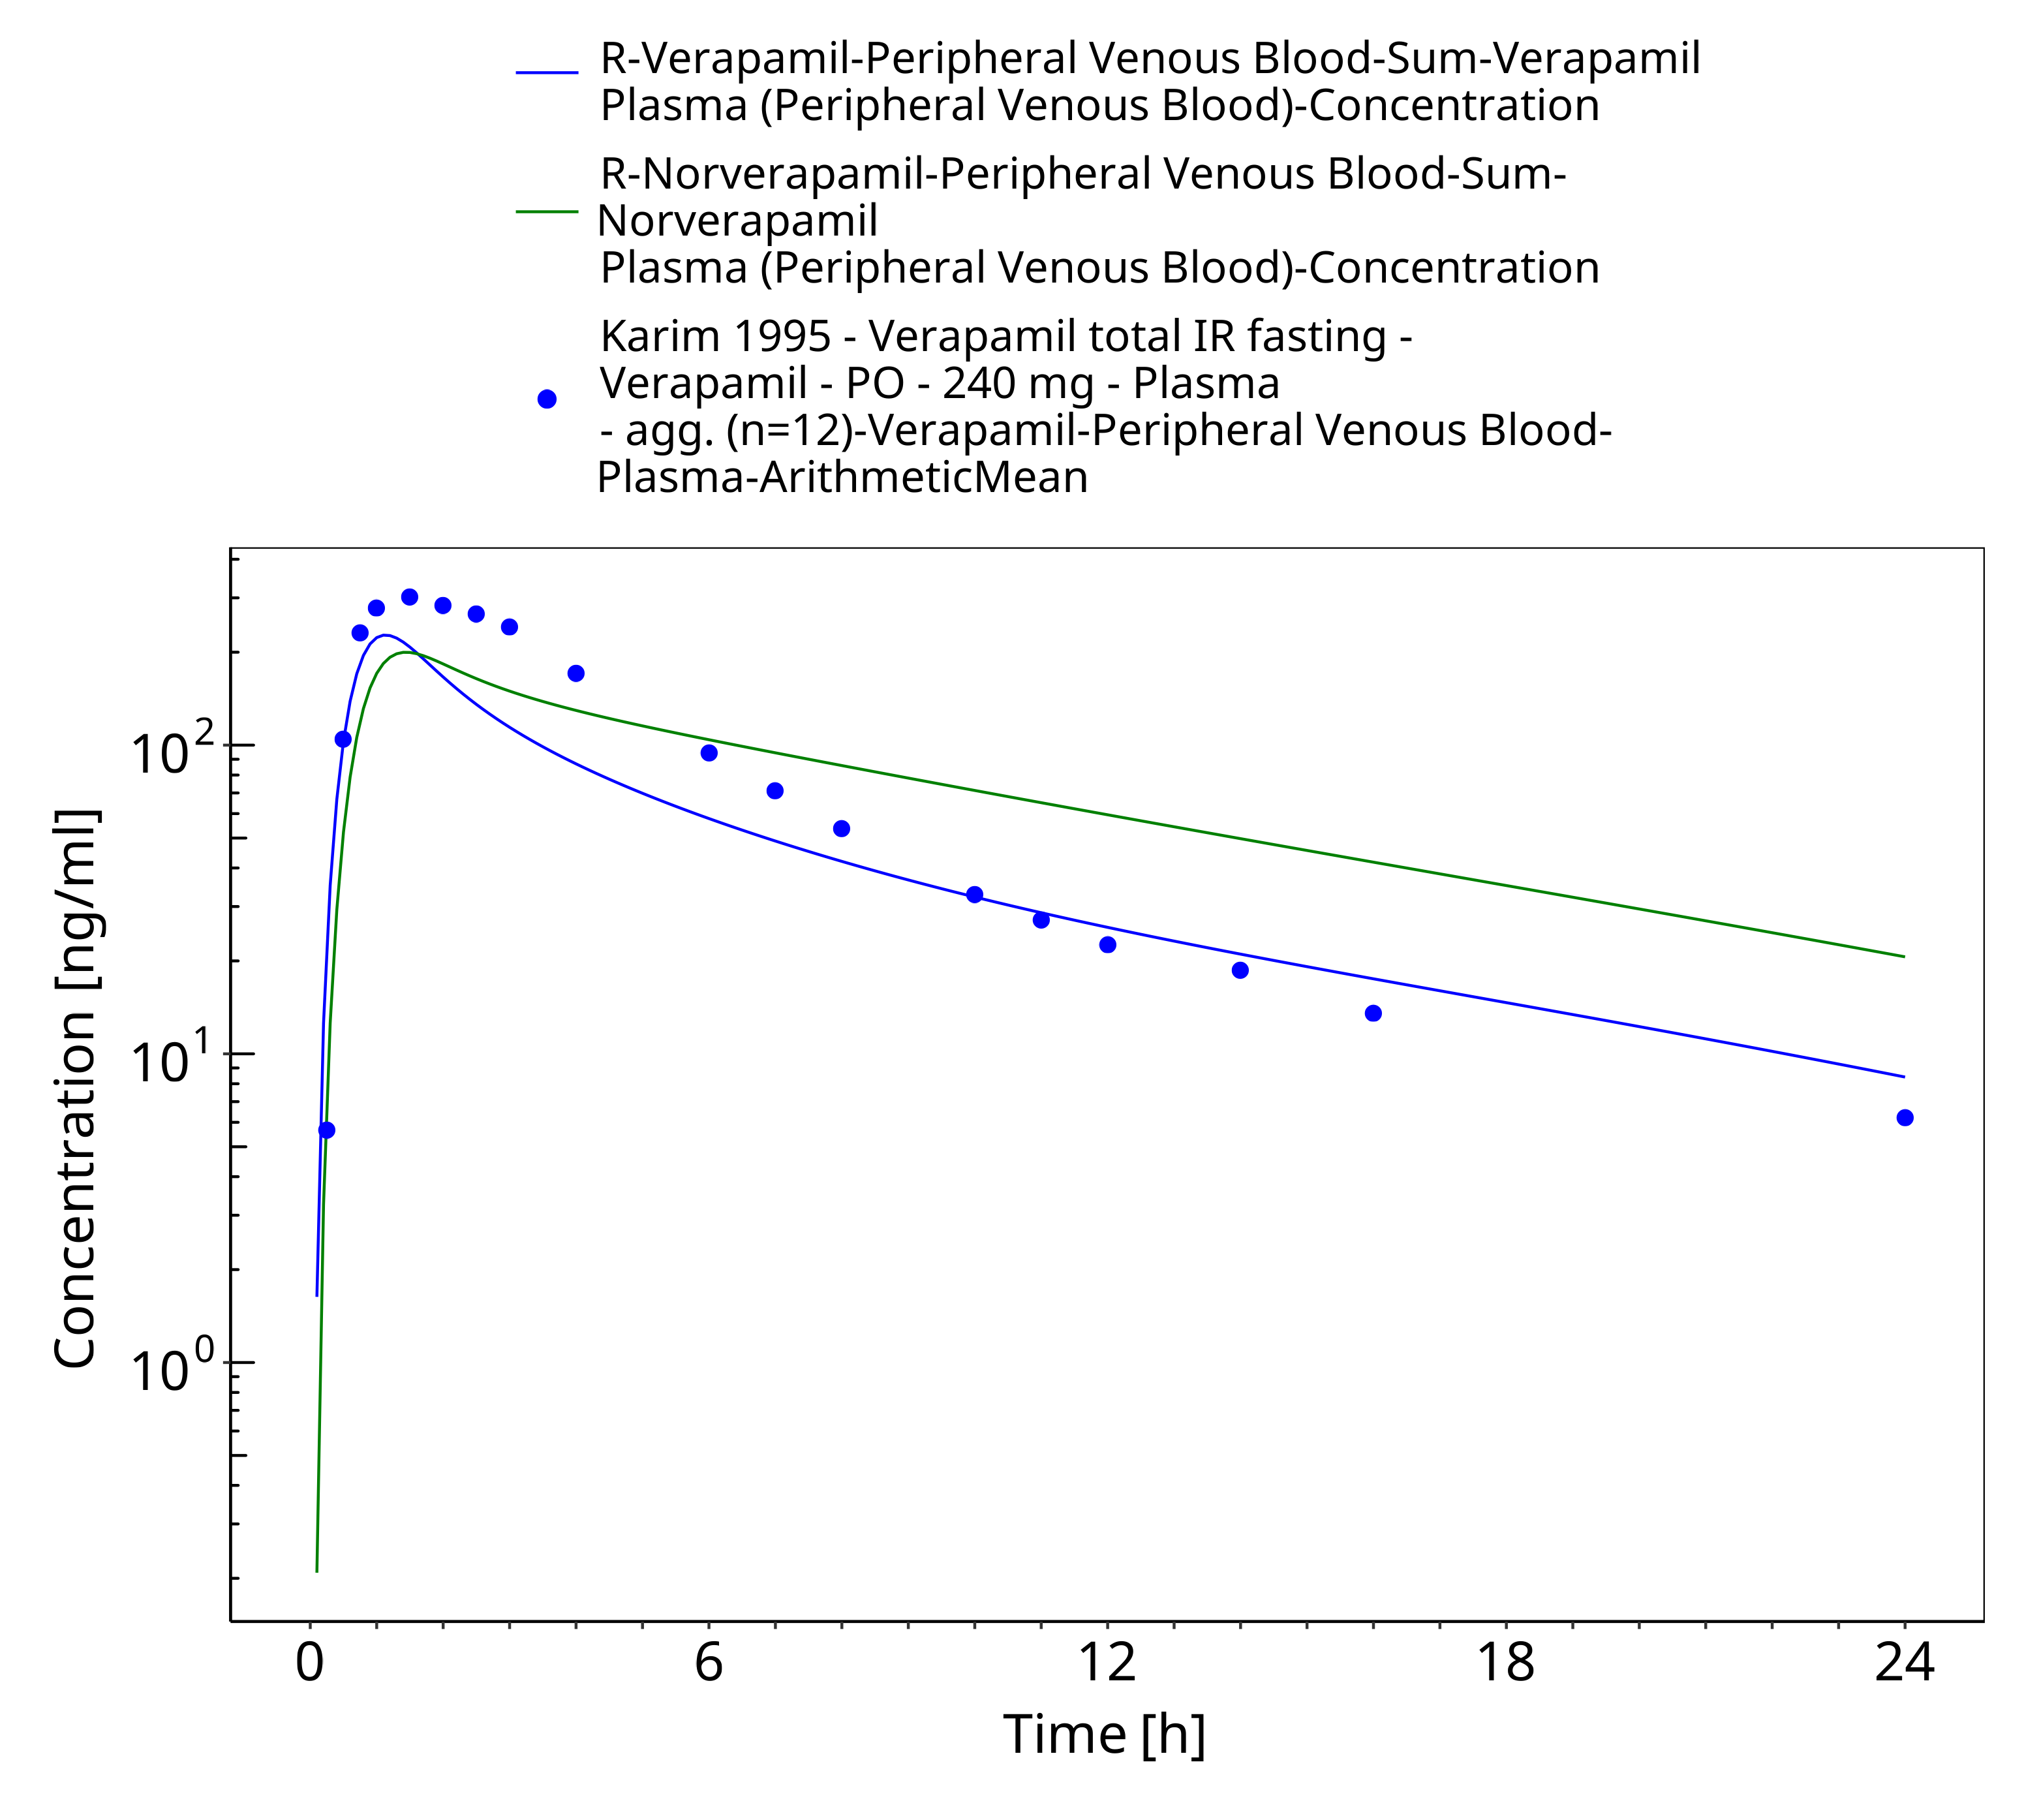 R-Verapamil-Peripheral Venous Blood-Sum-Verapamil
Plasma (Peripheral Venous Blood)-Concentration
R-Norverapamil-Peripheral Venous Blood-Sum-
Norverapamil
Plasma (Peripheral Venous Blood)-Concentration
Karim 1995 - Verapamil total IR fasting -
Verapamil - PO - 240 mg - Plasma
- agg. (n=12)-Verapamil-Peripheral Venous Blood-
Plasma-ArithmeticMean
Concentration [ng/ml]
10²
10¹
10⁰
0 6 12 18 24
Time [h]